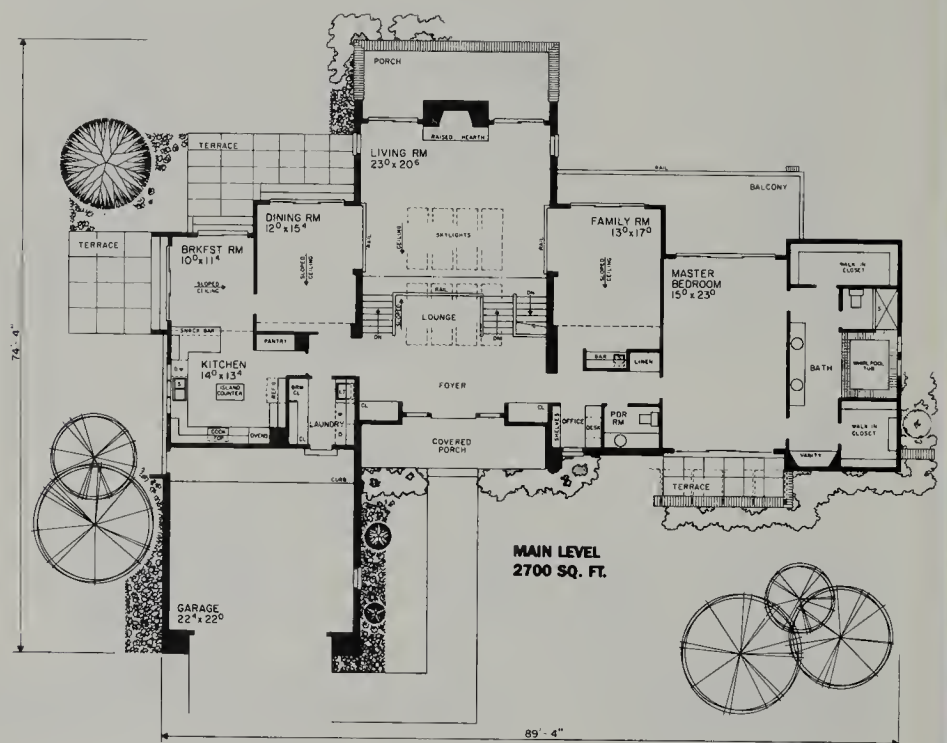 PORCH
RAISED HEARTH
TERRACE
LIVING RM
23⁰ x 20⁶
RAIL
BALCONY
DINING RM
12⁰ x 15⁴
FAMILY RM
13⁰ x 17⁰
TERRACE
BRKFST RM
10⁰ x 11⁴
RAIL
SLOPED CEILING
CEILING
SKYLIGHTS
RAIL
SLOPED CEILING
SLOPED CEILING
MASTER
BEDROOM
15⁰ x 23⁰
WALK IN
CLOSET
RAIL
DN
SLOPED
LOUNGE
DN
DN
S
74'-4"
SNACK BAR
PANTRY
KITCHEN
14⁰ x 13⁴
ISLAND
COUNTER
REF'G
S
BRM
CL
LT
BAR
LINEN
BATH
WHIRLPOOL
TUB
FOYER
CL
CL
CL
LAUNDRY
W
D
COOK
TOP
OVENS
SHELVES
OFFICE
DESK
PDR
RM
WALK IN
CLOSET
COVERED
PORCH
VANITY
CURB
TERRACE
MAIN LEVEL
2700 SQ. FT.
GARAGE
22⁴ x 22⁰
89'-4"